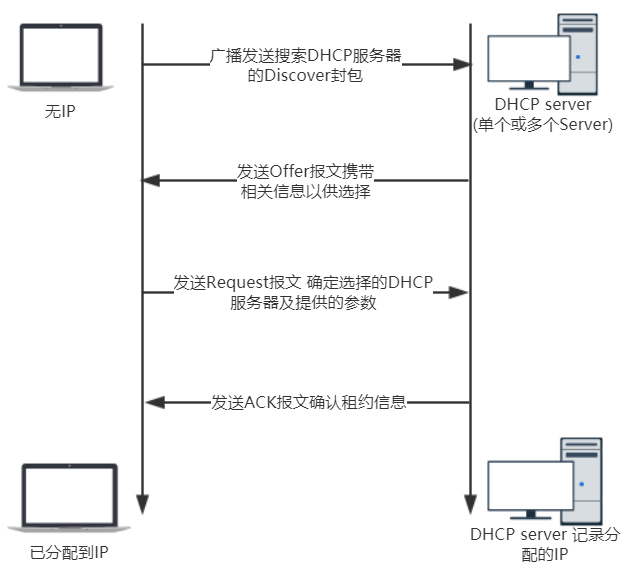 广播发送搜索DHCP服务器
的Discover封包
无IP
DHCP server
(单个或多个Server)
发送Offer报文携带
相关信息以供选择
发送Request报文 确定选择的DHCP
服务器及提供的参数
发送ACK报文确认租约信息
已分配到IP
DHCP server 记录分
配的IP